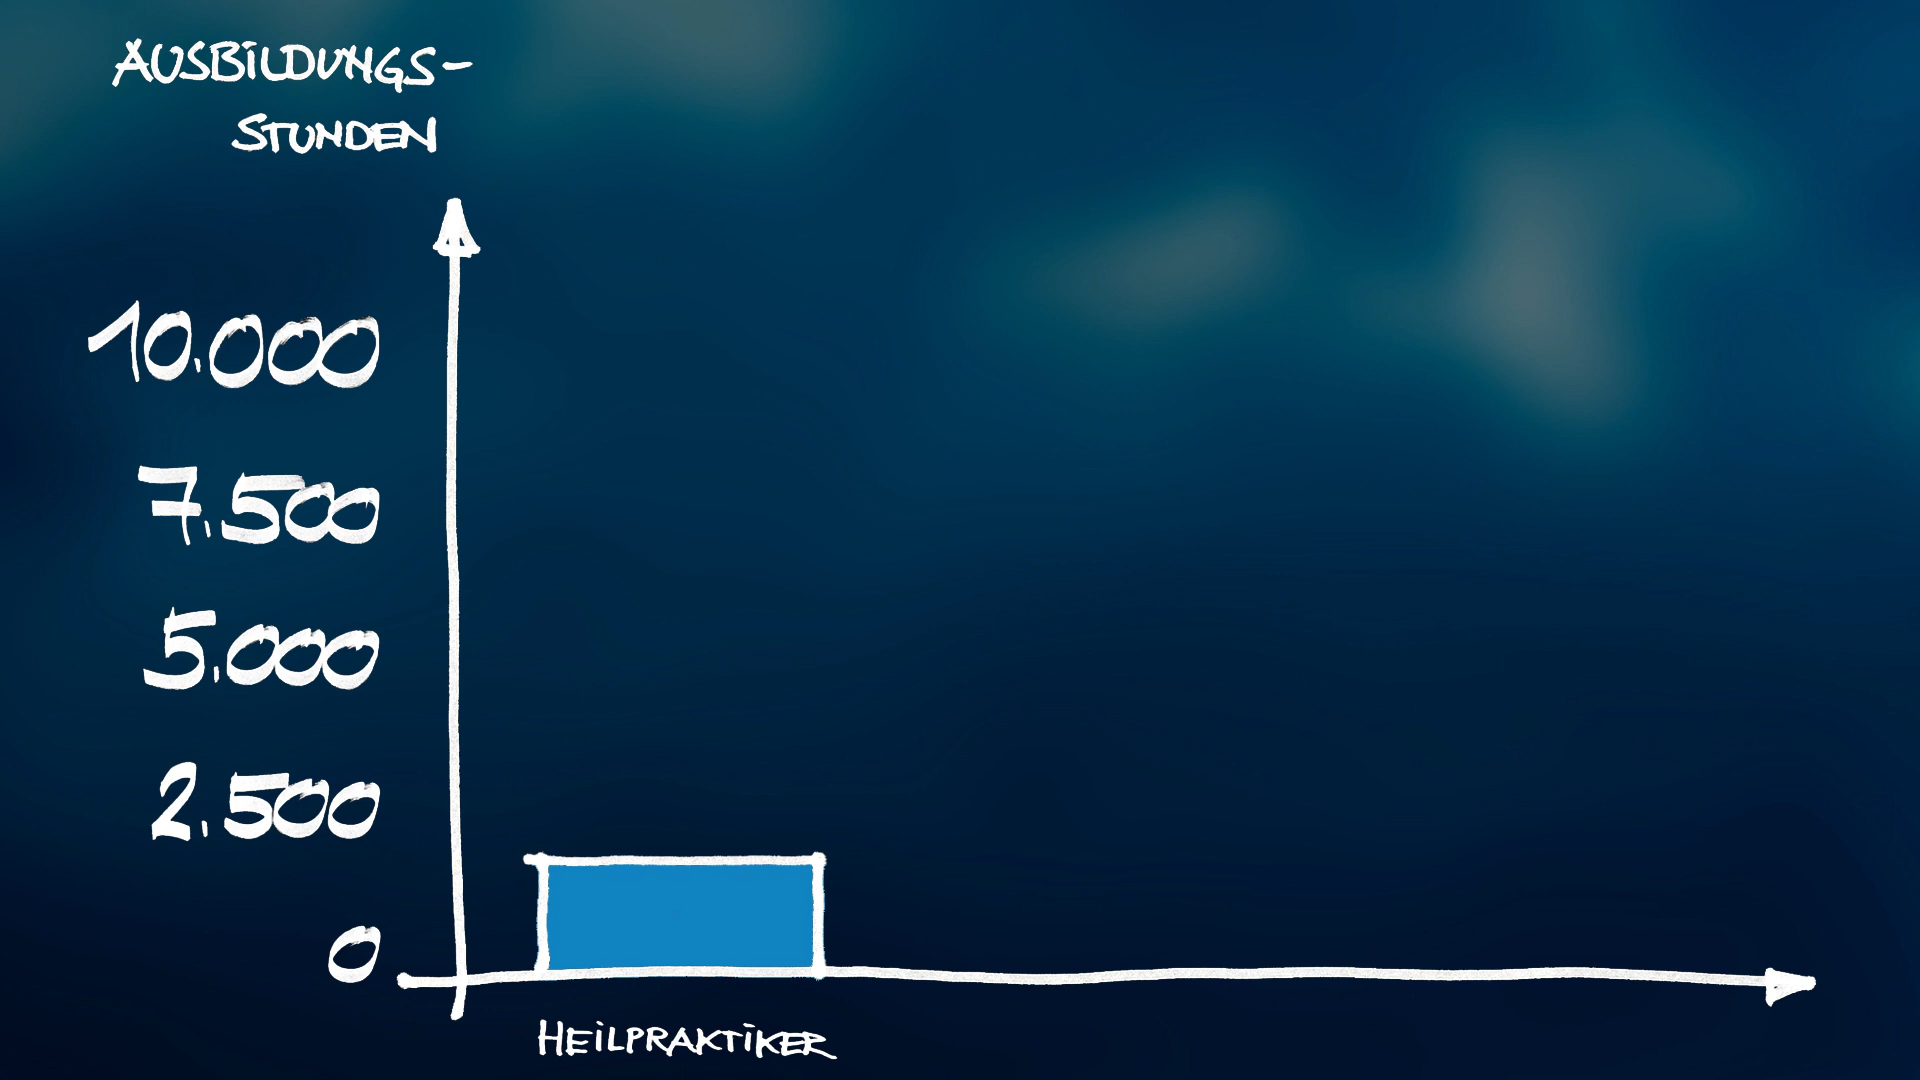 AUSBILDUNGS-
STUNDEN
10.000
7.500
5.000
2.500
0
HEILPRAKTIKER